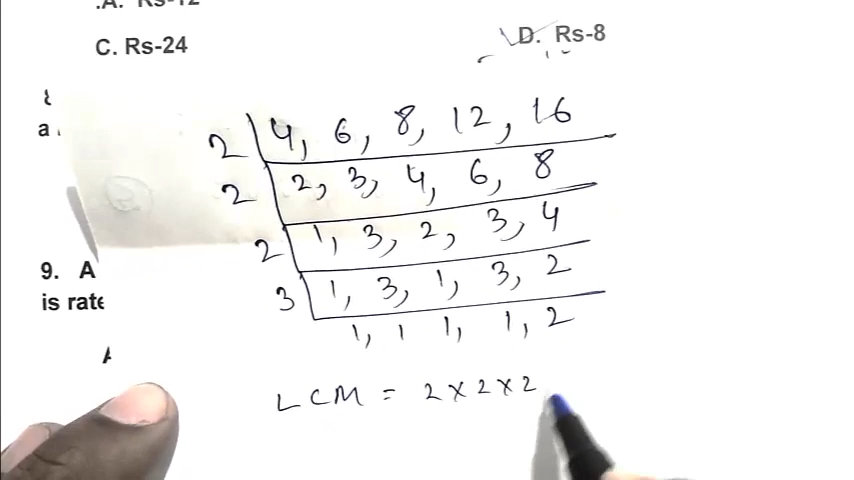 .A. Rs-12
C. Rs-24
D. Rs-8
a
2 4, 6, 8, 12, 16
2 2, 3, 4, 6, 8
2 1, 3, 2, 3, 4
3 1, 3, 1, 3, 2
1, 1 1, 1, 2
9. A
is rate
LCM = 2 × 2 × 2